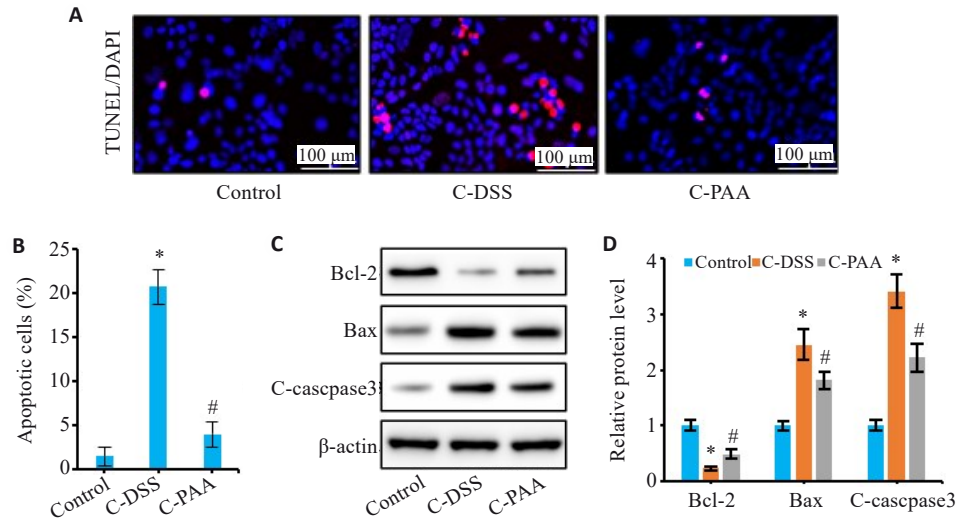 A
TUNEL/DAPI
100 μm
100 μm
100 μm
Control
C-DSS
C-PAA
B
Apoptotic cells (%)
25
20
15
10
5
0
*
#
Control
C-DSS
C-PAA
C
Bcl-2
Bax
C-cascpase3
β-actin
Control
C-DSS
C-PAA
D
Relative protein level
4
3
2
1
0
Control C-DSS C-PAA
*
#
*
#
*
#
Bcl-2
Bax
C-cascpase3